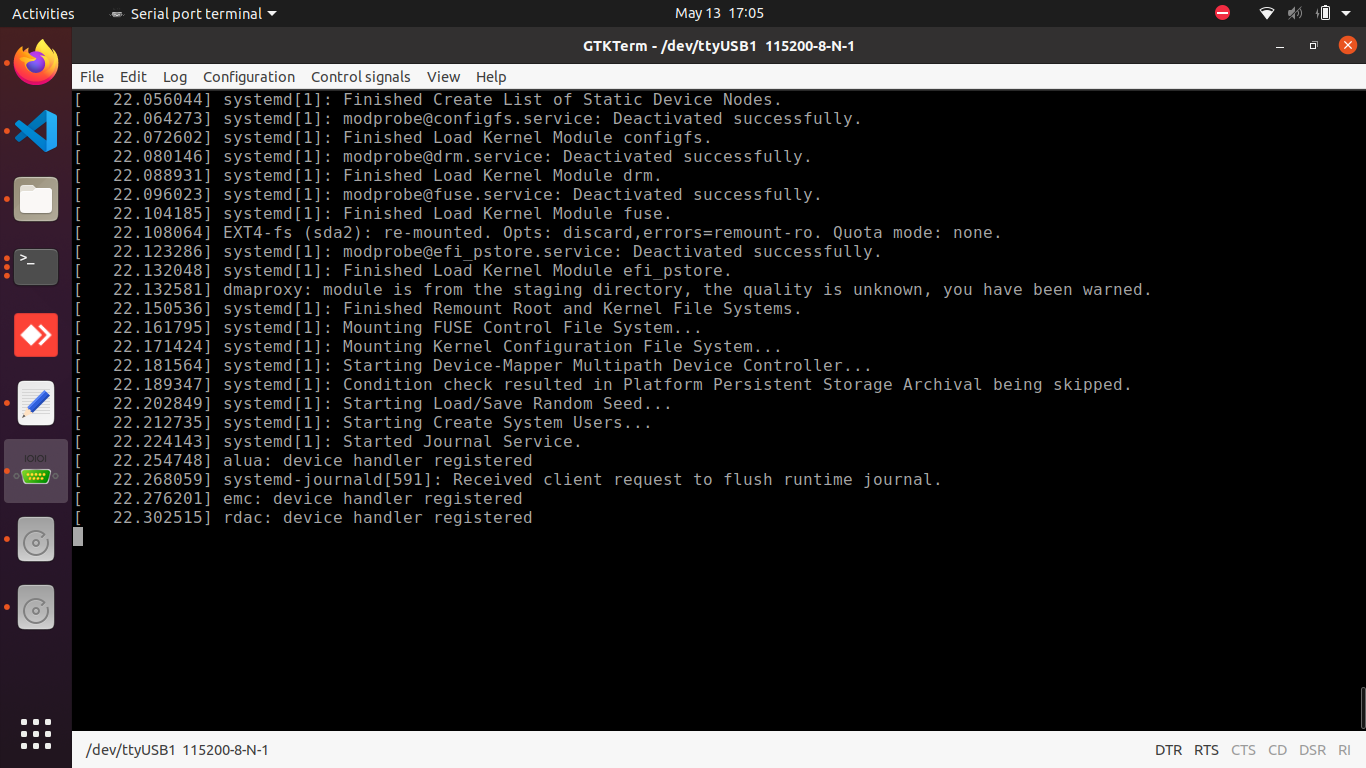 Activities Serial port terminal May 13 17:05
GTKTerm - /dev/ttyUSB1 115200-8-N-1
File Edit Log Configuration Control signals View Help
[   22.056044] systemd[1]: Finished Create List of Static Device Nodes.
[   22.064273] systemd[1]: modprobe@configfs.service: Deactivated successfully.
[   22.072602] systemd[1]: Finished Load Kernel Module configfs.
[   22.080146] systemd[1]: modprobe@drm.service: Deactivated successfully.
[   22.088931] systemd[1]: Finished Load Kernel Module drm.
[   22.096023] systemd[1]: modprobe@fuse.service: Deactivated successfully.
[   22.104185] systemd[1]: Finished Load Kernel Module fuse.
[   22.108064] EXT4-fs (sda2): re-mounted. Opts: discard,errors=remount-ro. Quota mode: none.
[   22.123286] systemd[1]: modprobe@efi_pstore.service: Deactivated successfully.
[   22.132048] systemd[1]: Finished Load Kernel Module efi_pstore.
[   22.132581] dmaproxy: module is from the staging directory, the quality is unknown, you have been warned.
[   22.150536] systemd[1]: Finished Remount Root and Kernel File Systems.
[   22.161795] systemd[1]: Mounting FUSE Control File System...
[   22.171424] systemd[1]: Mounting Kernel Configuration File System...
[   22.181564] systemd[1]: Starting Device-Mapper Multipath Device Controller...
[   22.189347] systemd[1]: Condition check resulted in Platform Persistent Storage Archival being skipped.
[   22.202849] systemd[1]: Starting Load/Save Random Seed...
[   22.212735] systemd[1]: Starting Create System Users...
[   22.224143] systemd[1]: Started Journal Service.
[   22.254748] alua: device handler registered
[   22.268059] systemd-journald[591]: Received client request to flush runtime journal.
[   22.276201] emc: device handler registered
[   22.302515] rdac: device handler registered
/dev/ttyUSB1 115200-8-N-1 DTR RTS CTS CD DSR RI